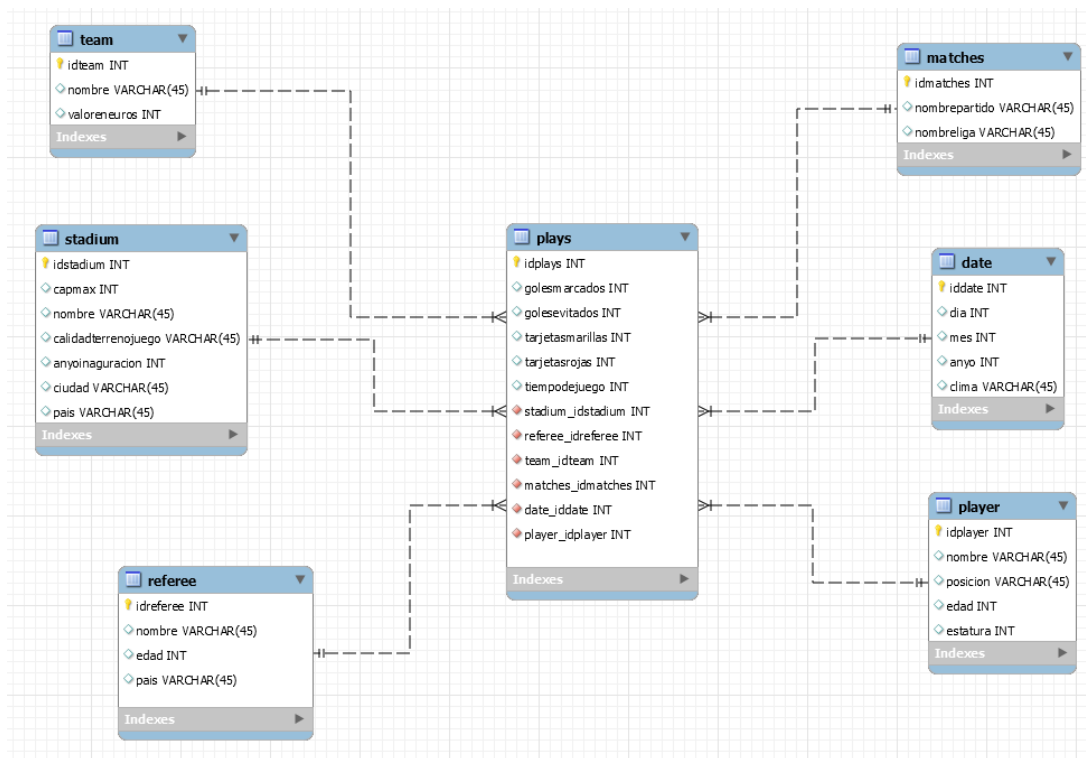 team
idteam INT
nombre VARCHAR(45)
valoreneuros INT
Indexes
stadium
idstadium INT
capmax INT
nombre VARCHAR(45)
calidadterrenojuego VARCHAR(45)
anyoinaguracion INT
ciudad VARCHAR(45)
pais VARCHAR(45)
Indexes
referee
idreferee INT
nombre VARCHAR(45)
edad INT
pais VARCHAR(45)
Indexes
plays
idplays INT
golesmarcados INT
golesevitados INT
tarjetasmarillas INT
tarjetasrojas INT
tiempodejuego INT
stadium_idstadium INT
referee_idreferee INT
team_idteam INT
matches_idmatches INT
date_iddate INT
player_idplayer INT
Indexes
matches
idmatches INT
nombrepartido VARCHAR(45)
nombreliga VARCHAR(45)
Indexes
date
iddate INT
dia INT
mes INT
anyo INT
clima VARCHAR(45)
Indexes
player
idplayer INT
nombre VARCHAR(45)
posicion VARCHAR(45)
edad INT
estatura INT
Indexes